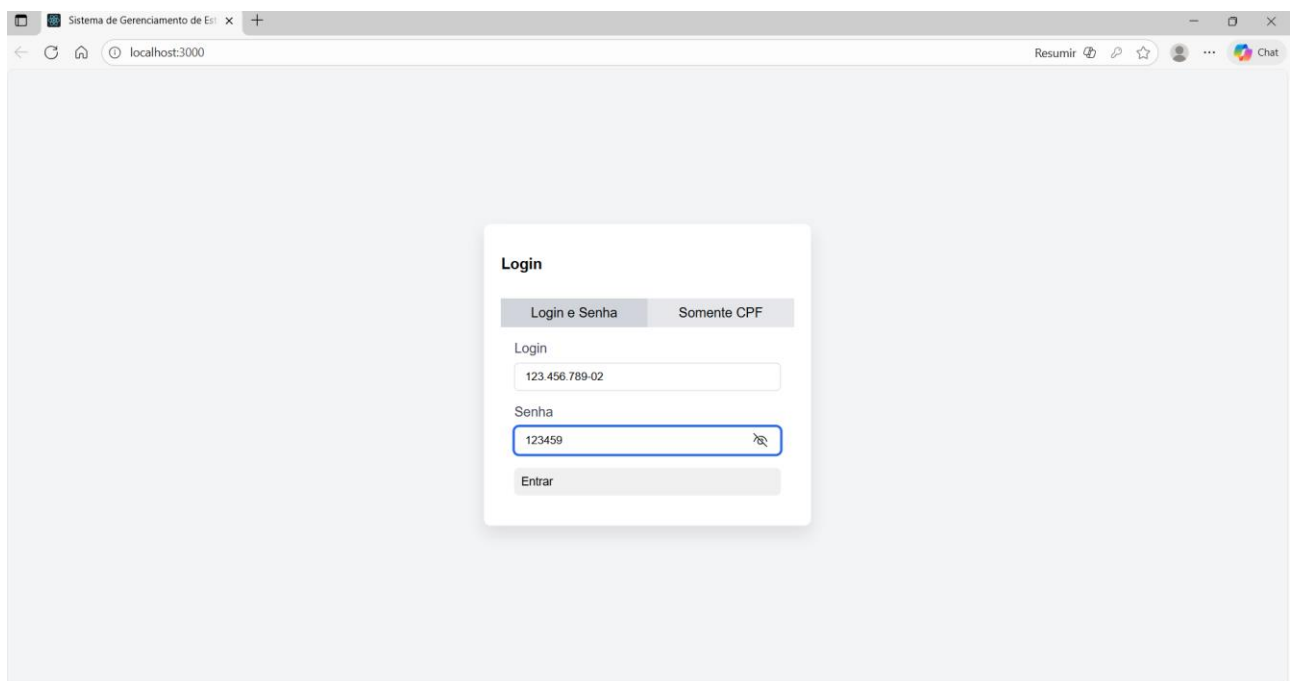 Sistema de Gerenciamento de Est
localhost:3000
Resumir
Chat
Login
Login e Senha Somente CPF
Login
123.456.789-02
Senha
123459
Entrar